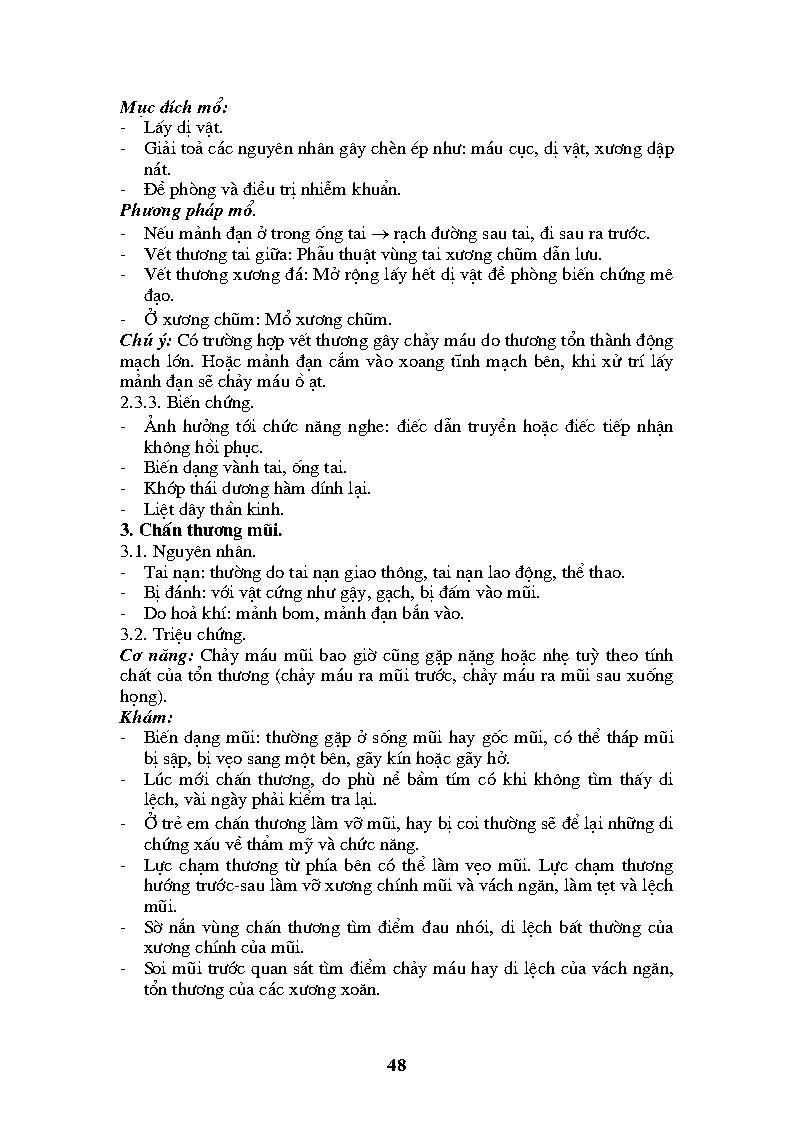 Mục đích mổ:
- Lấy dị vật.
- Giải toả các nguyên nhân gây chèn ép như: máu cục, dị vật, xương dập
nát.
- Đề phòng và điều trị nhiễm khuẩn.
Phương pháp mổ.
- Nếu mảnh đạn ở trong ống tai → rạch đường sau tai, đi sau ra trước.
- Vết thương tai giữa: Phẫu thuật vùng tai xương chũm dẫn lưu.
- Vết thương xương đá: Mở rộng lấy hết dị vật đề phòng biến chứng mê
đạo.
- Ở xương chũm: Mổ xương chũm.
Chú ý: Có trường hợp vết thương gây chảy máu do thương tổn thành động
mạch lớn. Hoặc mảnh đạn cắm vào xoang tĩnh mạch bên, khi xử trí lấy
mảnh đạn sẽ chảy máu ồ ạt.
2.3.3. Biến chứng.
- Ảnh hưởng tới chức năng nghe: điếc dẫn truyền hoặc điếc tiếp nhận
không hồi phục.
- Biến dạng vành tai, ống tai.
- Khớp thái dương hàm dính lại.
- Liệt dây thần kinh.
3. Chấn thương mũi.
3.1. Nguyên nhân.
- Tai nạn: thường do tai nạn giao thông, tai nạn lao động, thể thao.
- Bị đánh: với vật cứng như gậy, gạch, bị đấm vào mũi.
- Do hoả khí: mảnh bom, mảnh đạn bắn vào.
3.2. Triệu chứng.
Cơ năng: Chảy máu mũi bao giờ cũng gặp nặng hoặc nhẹ tuỳ theo tính
chất của tổn thương (chảy máu ra mũi trước, chảy máu ra mũi sau xuống
họng).
Khám:
- Biến dạng mũi: thường gặp ở sống mũi hay gốc mũi, có thể tháp mũi
bị sập, bị vẹo sang một bên, gãy kín hoặc gãy hở.
- Lúc mới chấn thương, do phù nề bầm tím có khi không tìm thấy di
lệch, vài ngày phải kiểm tra lại.
- Ở trẻ em chấn thương làm vỡ mũi, hay bị coi thường sẽ để lại những di
chứng xấu về thẩm mỹ và chức năng.
- Lực chạm thương từ phía bên có thể làm vẹo mũi. Lực chạm thương
hướng trước-sau làm vỡ xương chính mũi và vách ngăn, làm tẹt và lệch
mũi.
- Sờ nắn vùng chấn thương tìm điểm đau nhói, di lệch bất thường của
xương chính của mũi.
- Soi mũi trước quan sát tìm điểm chảy máu hay di lệch của vách ngăn,
tổn thương của các xương xoăn.
48